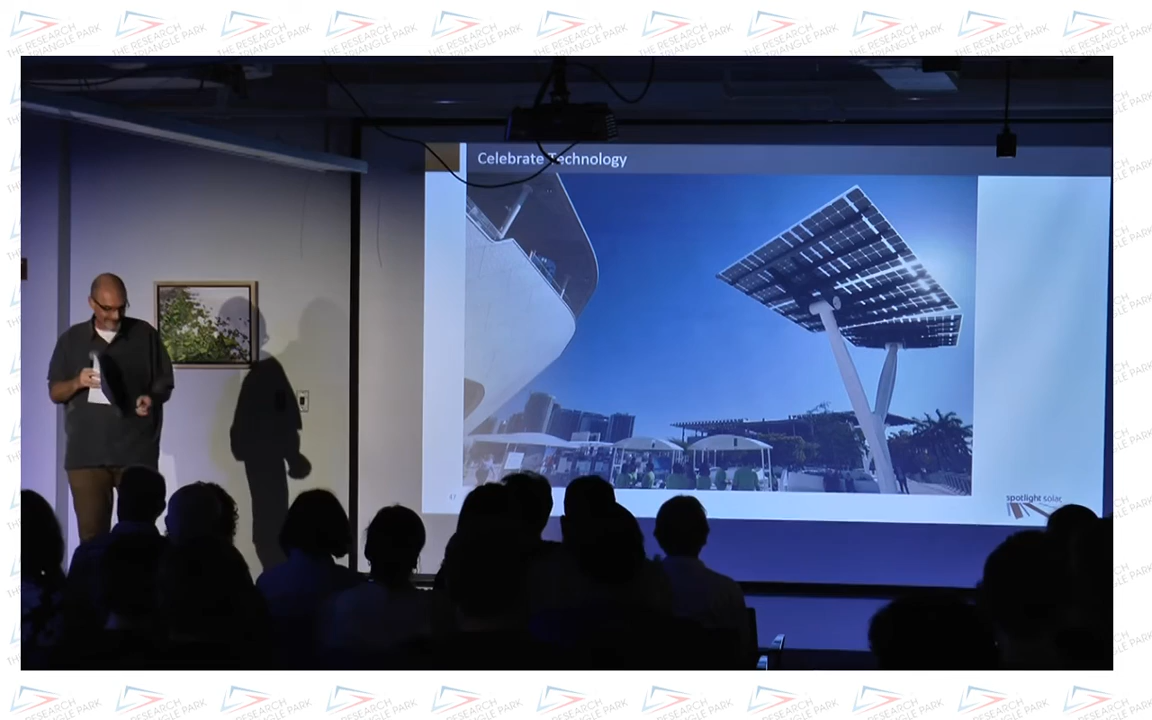 THE RESEARCH
TRIANGLE PARK
Celebrate Technology
spotlight solar